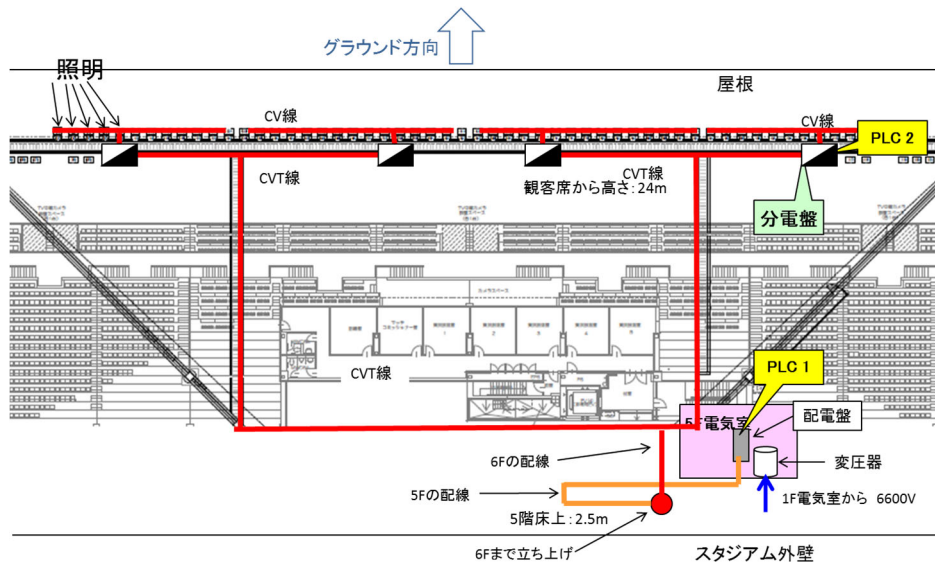 グラウンド方向
照明
屋根
CV線
CV線
PLC 2
CVT線
CVT線
観客席から高さ:24m
分電盤
CVT線
PLC 1
5F電気室
配電盤
6Fの配線
変圧器
5Fの配線
1F電気室から 6600V
5階床上:2.5m
6Fまで立ち上げ
スタジアム外壁